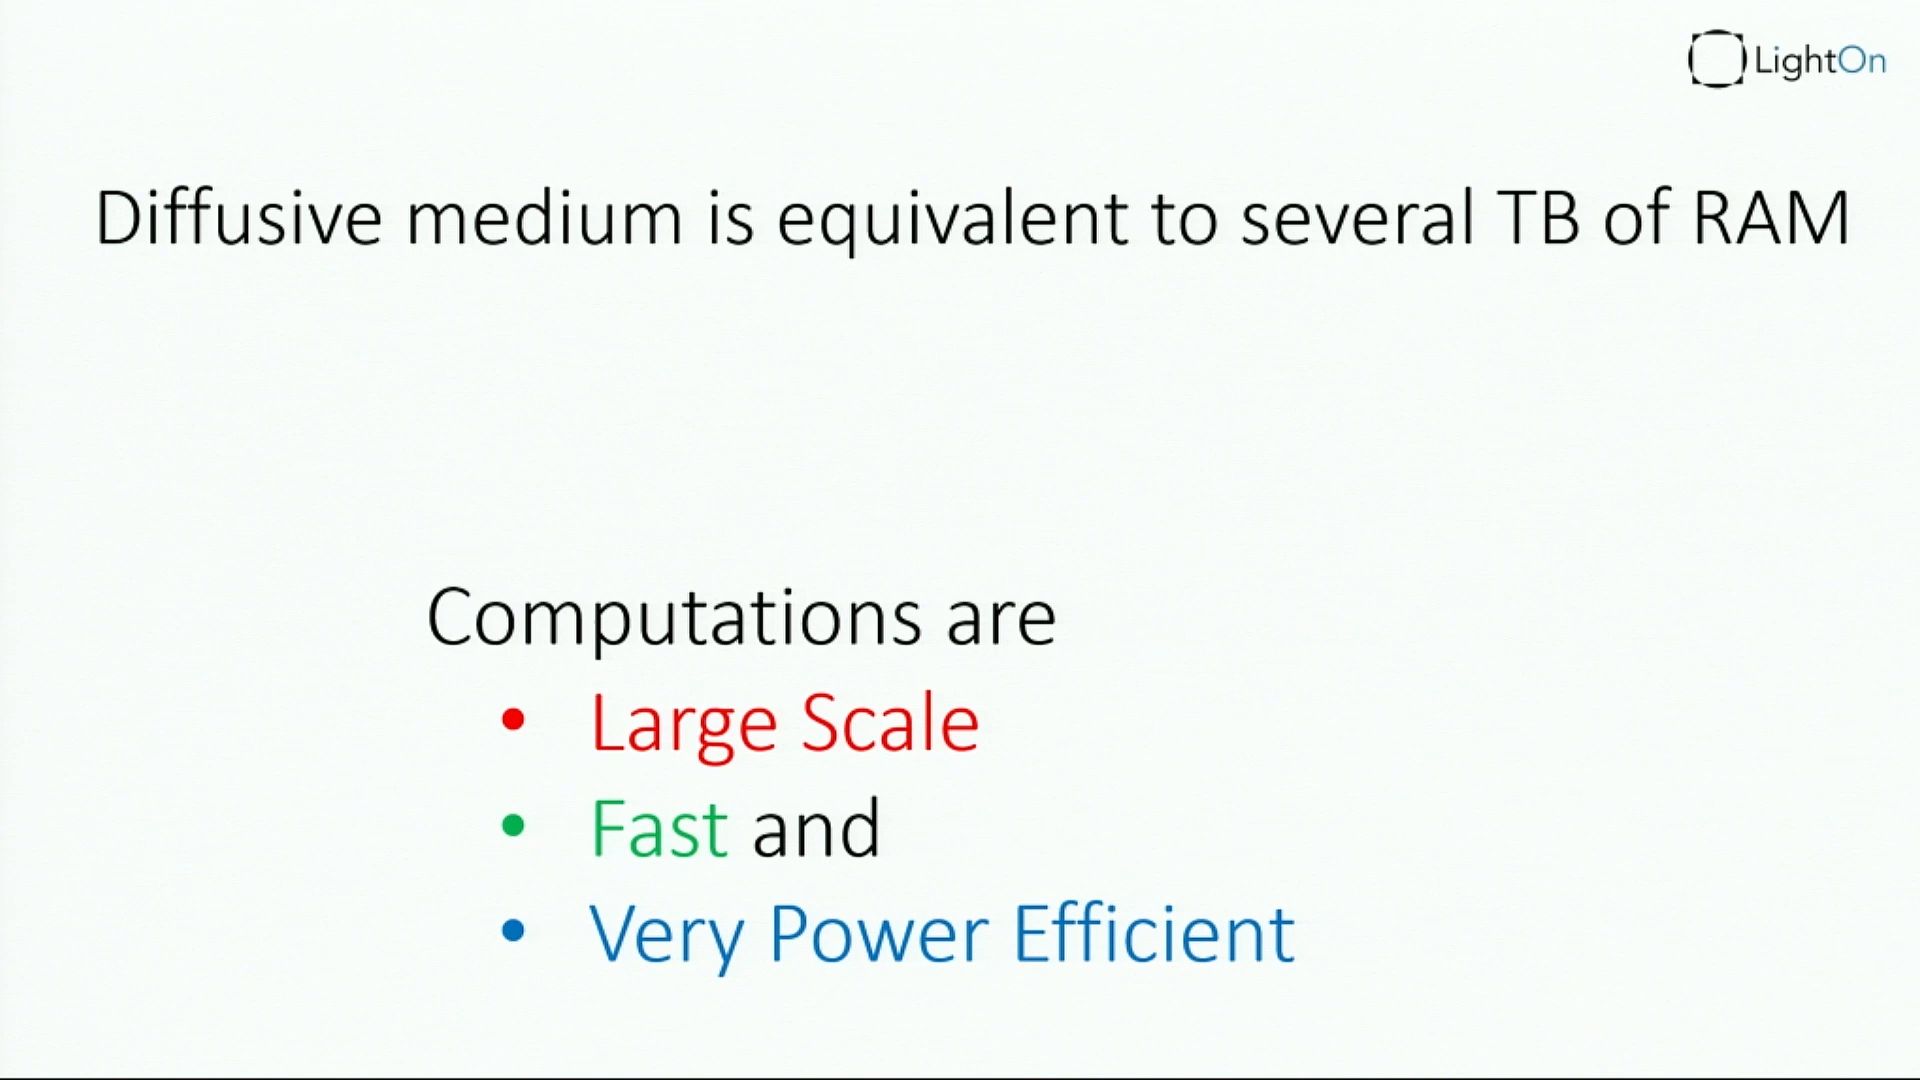 LightOn
Diffusive medium is equivalent to several TB of RAM
Computations are
• Large Scale
• Fast and
• Very Power Efficient